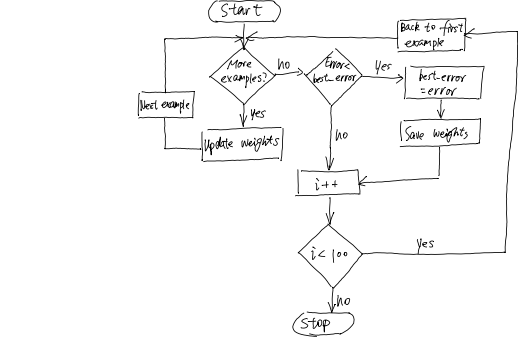 Start
Back to first
example
More
examples?
no
Error<
best_error
yes
best_error
=error
Next example
yes
Update weights
no
Save weights
i++
i<100
yes
no
Stop